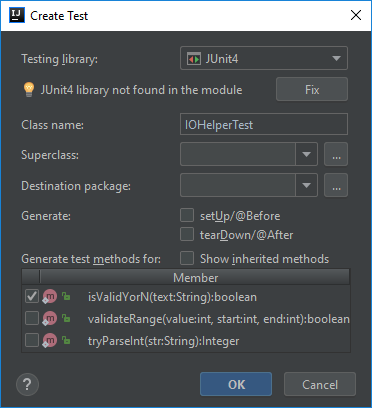 Create Test
Testing library: JUnit4
JUnit4 library not found in the module Fix
Class name: IOHelperTest
Superclass: ...
Destination package: ...
Generate: setUp/@Before
tearDown/@After
Generate test methods for: Show inherited methods
Member
m isValidYorN(text:String):boolean
m validateRange(value:int, start:int, end:int):boolean
m tryParseInt(str:String):Integer
? OK Cancel